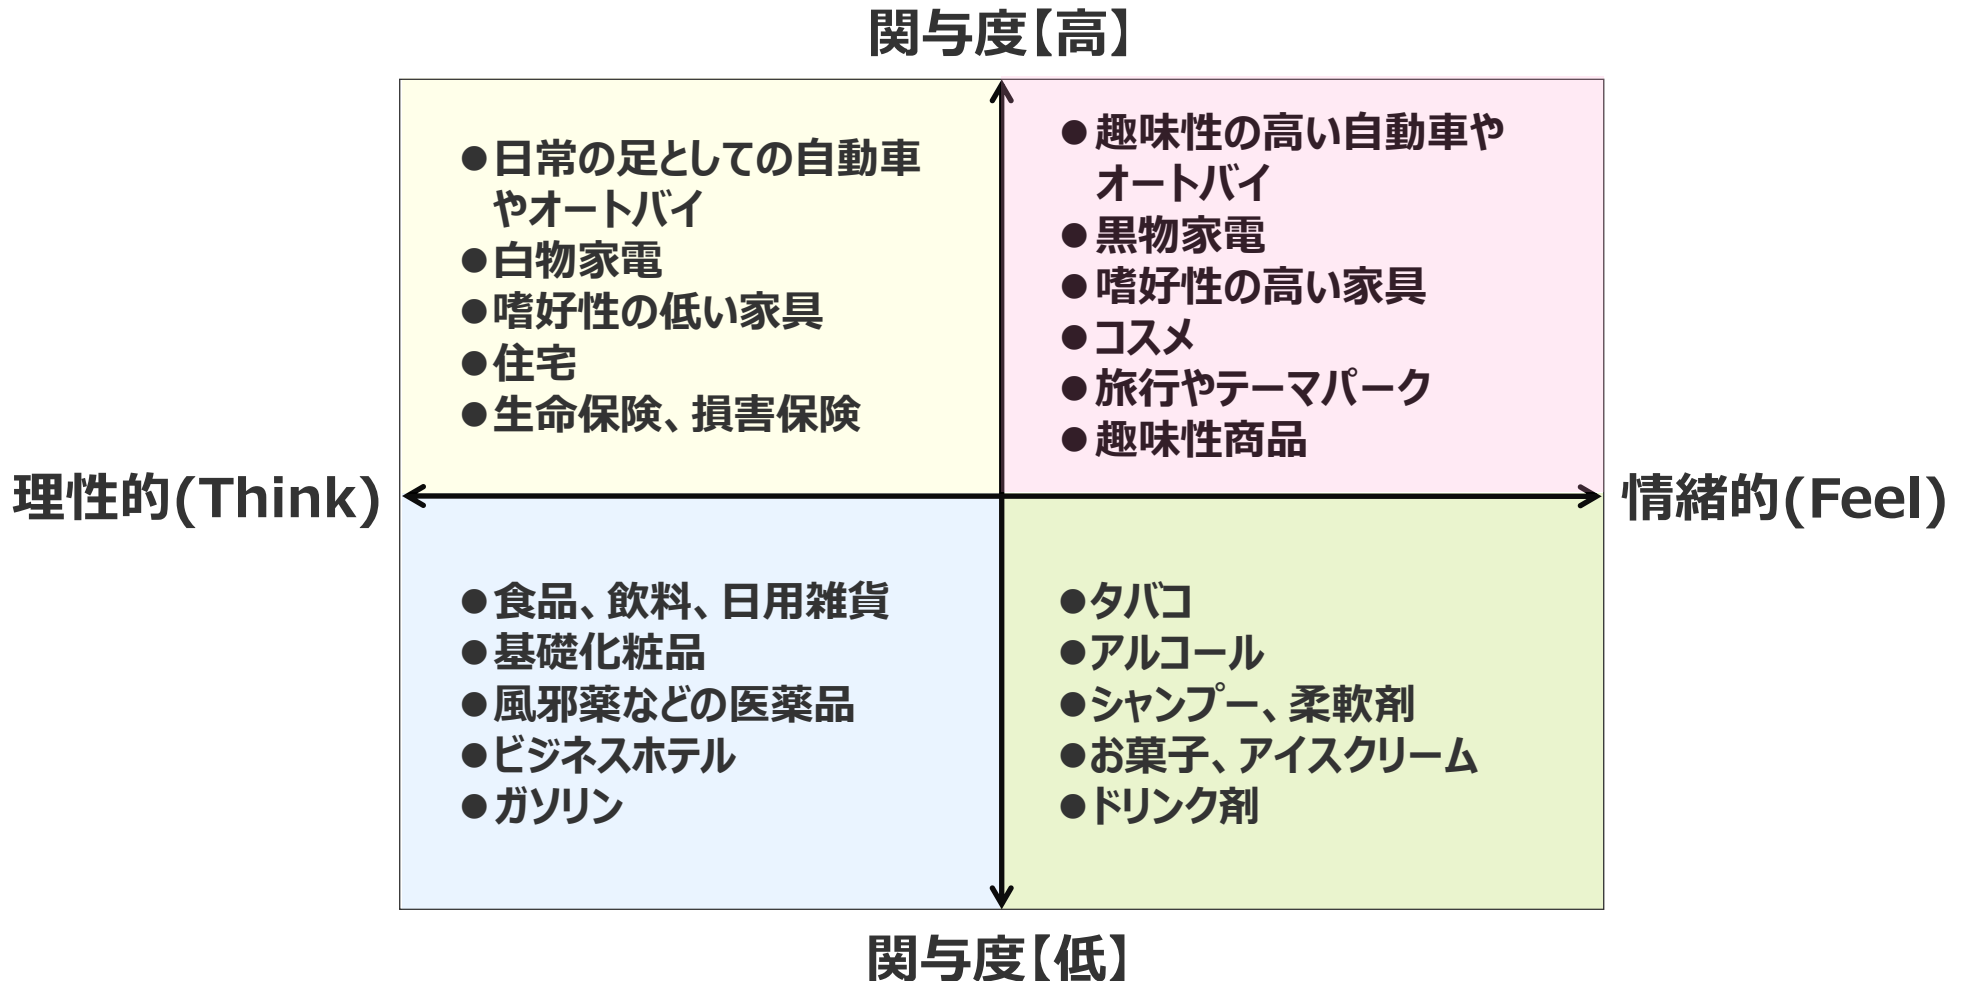 関与度【高】
●日常の足としての自動車
やオートバイ
●白物家電
●嗜好性の低い家具
●住宅
●生命保険、損害保険
●趣味性の高い自動車や
オートバイ
●黒物家電
●嗜好性の高い家具
●コスメ
●旅行やテーマパーク
●趣味性商品
理性的(Think)
情緒的(Feel)
●食品、飲料、日用雑貨
●基礎化粧品
●風邪薬などの医薬品
●ビジネスホテル
●ガソリン
●タバコ
●アルコール
●シャンプー、柔軟剤
●お菓子、アイスクリーム
●ドリンク剤
関与度【低】